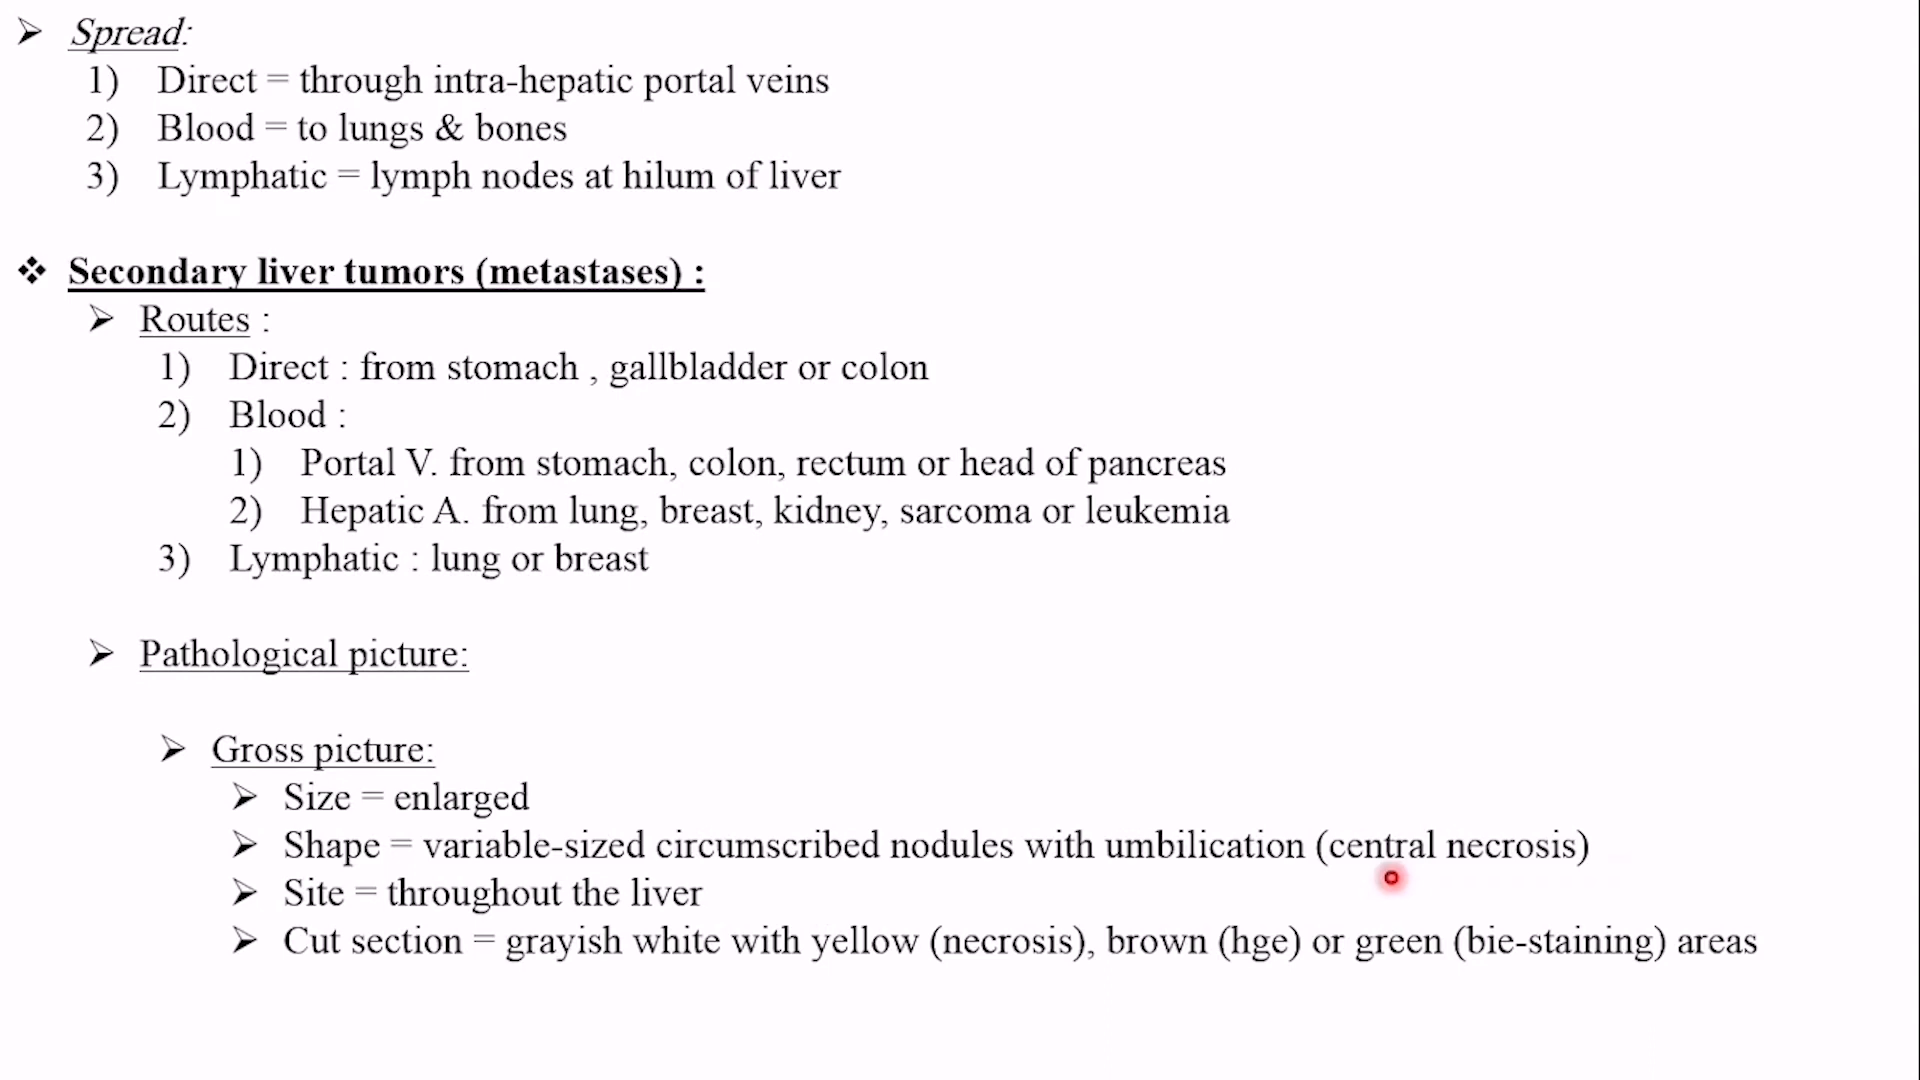 ➢ Spread:
1) Direct = through intra-hepatic portal veins
2) Blood = to lungs & bones
3) Lymphatic = lymph nodes at hilum of liver
❖ Secondary liver tumors (metastases) :
➢ Routes :
1) Direct : from stomach , gallbladder or colon
2) Blood :
1) Portal V. from stomach, colon, rectum or head of pancreas
2) Hepatic A. from lung, breast, kidney, sarcoma or leukemia
3) Lymphatic : lung or breast
➢ Pathological picture:
➢ Gross picture:
➢ Size = enlarged
➢ Shape = variable-sized circumscribed nodules with umbilication (central necrosis)
➢ Site = throughout the liver
➢ Cut section = grayish white with yellow (necrosis), brown (hge) or green (bie-staining) areas